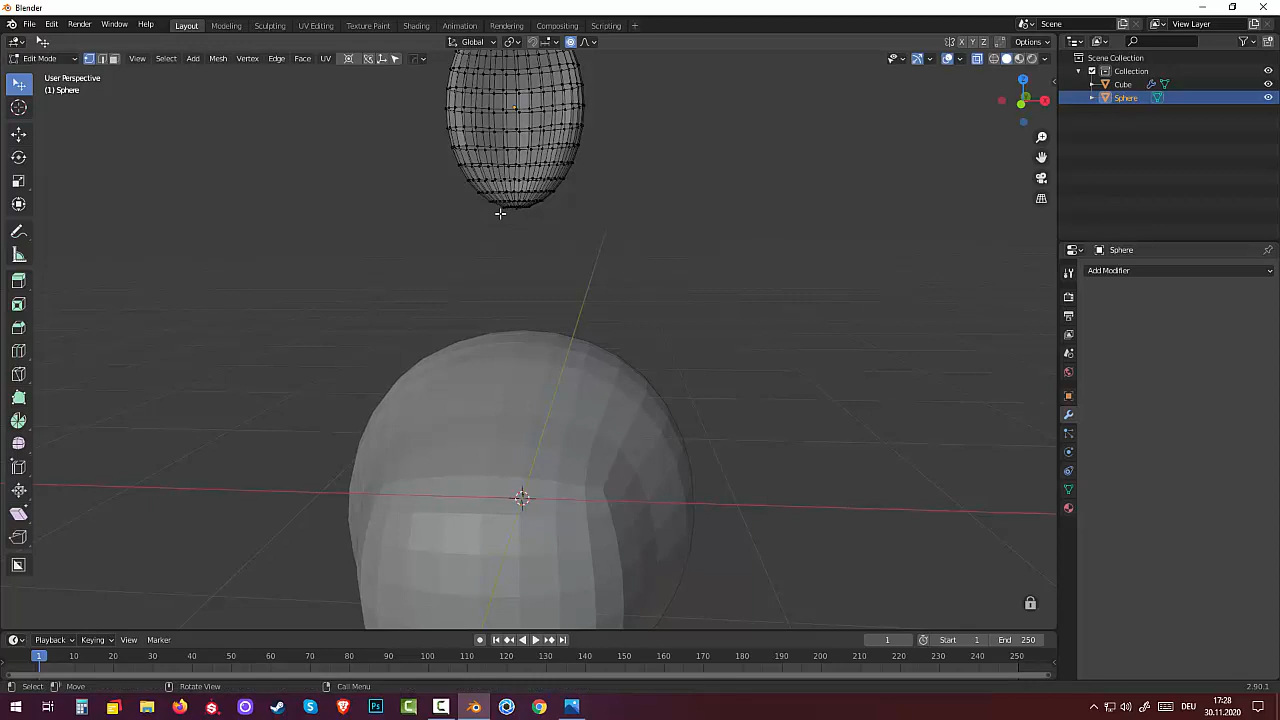 Blender
File Edit Render Window Help Layout Modeling Sculpting UV Editing Texture Paint Shading Animation Rendering Compositing Scripting + Scene View Layer
Global X Y Z Options
Edit Mode View Select Add Mesh Vertex Edge Face UV
User Perspective
(1) Sphere
Scene Collection
Collection
Cube
Sphere
Sphere
Add Modifier
Z
X
Playback Keying View Marker 1 Start 1 End 250
1 10 20 30 40 50 60 70 80 90 100 110 120 130 140 150 160 170 180 190 200 210 220 230 240 250
Select Move Rotate View Call Menu 2.90.1
DEU 17:28
30.11.2020